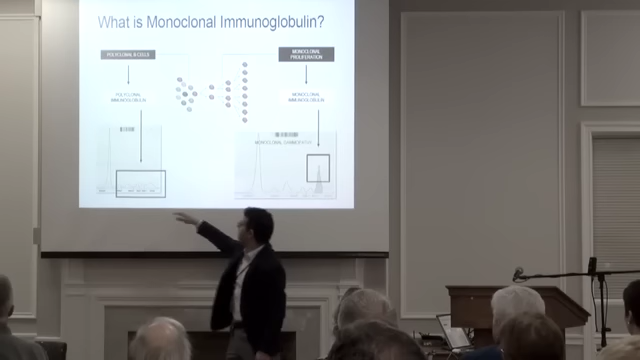 What is Monoclonal Immunoglobulin?
POLYCLONAL B CELLS
MONOCLONAL
PROLIFERATION
POLYCLONAL
IMMUNOGLOBULIN
MONOCLONAL
IMMUNOGLOBULIN